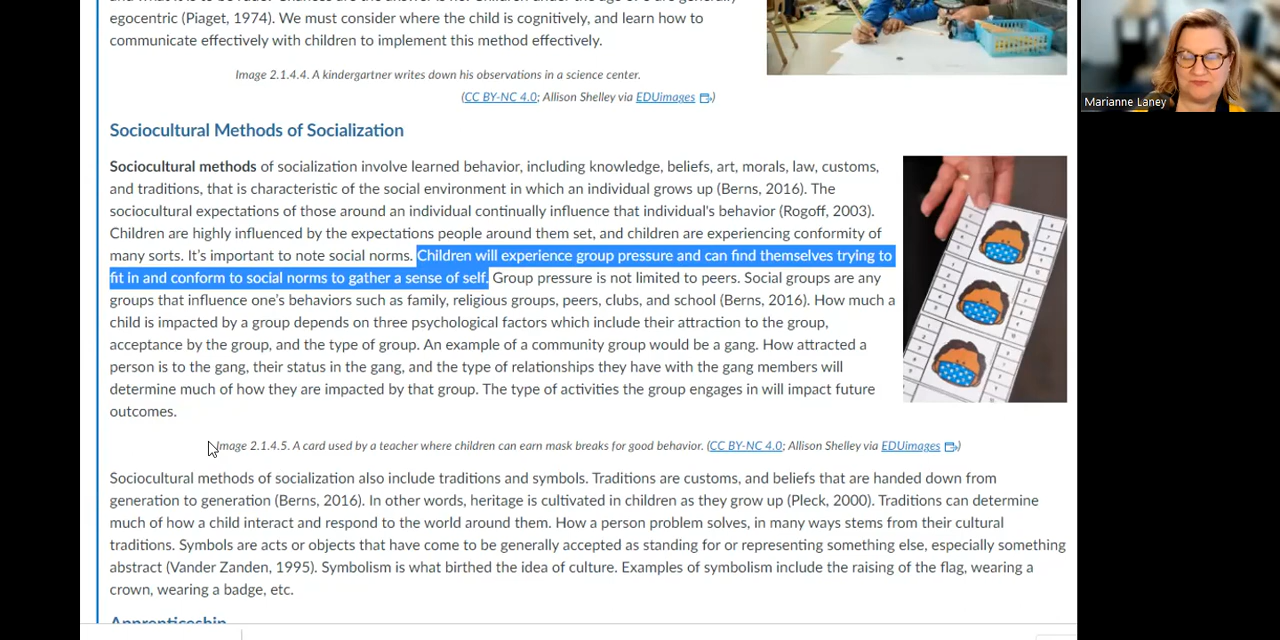 egocentric (Piaget, 1974). We must consider where the child is cognitively, and learn how to
communicate effectively with children to implement this method effectively.
Image 2.1.4.4. A kindergartner writes down his observations in a science center.
(CC BY-NC 4.0; Allison Shelley via EDUimages)
Marianne Laney
Sociocultural Methods of Socialization
Sociocultural methods of socialization involve learned behavior, including knowledge, beliefs, art, morals, law, customs,
and traditions, that is characteristic of the social environment in which an individual grows up (Berns, 2016). The
sociocultural expectations of those around an individual continually influence that individual's behavior (Rogoff, 2003).
Children are highly influenced by the expectations people around them set, and children are experiencing conformity of
many sorts. It's important to note social norms. Children will experience group pressure and can find themselves trying to
fit in and conform to social norms to gather a sense of self. Group pressure is not limited to peers. Social groups are any
groups that influence one's behaviors such as family, religious groups, peers, clubs, and school (Berns, 2016). How much a
child is impacted by a group depends on three psychological factors which include their attraction to the group,
acceptance by the group, and the type of group. An example of a community group would be a gang. How attracted a
person is to the gang, their status in the gang, and the type of relationships they have with the gang members will
determine much of how they are impacted by that group. The type of activities the group engages in will impact future
outcomes.
Image 2.1.4.5. A card used by a teacher where children can earn mask breaks for good behavior. (CC BY-NC 4.0; Allison Shelley via EDUimages)
Sociocultural methods of socialization also include traditions and symbols. Traditions are customs, and beliefs that are handed down from
generation to generation (Berns, 2016). In other words, heritage is cultivated in children as they grow up (Pleck, 2000). Traditions can determine
much of how a child interact and respond to the world around them. How a person problem solves, in many ways stems from their cultural
traditions. Symbols are acts or objects that have come to be generally accepted as standing for or representing something else, especially something
abstract (Vander Zanden, 1995). Symbolism is what birthed the idea of culture. Examples of symbolism include the raising of the flag, wearing a
crown, wearing a badge, etc.
Apprenticeship